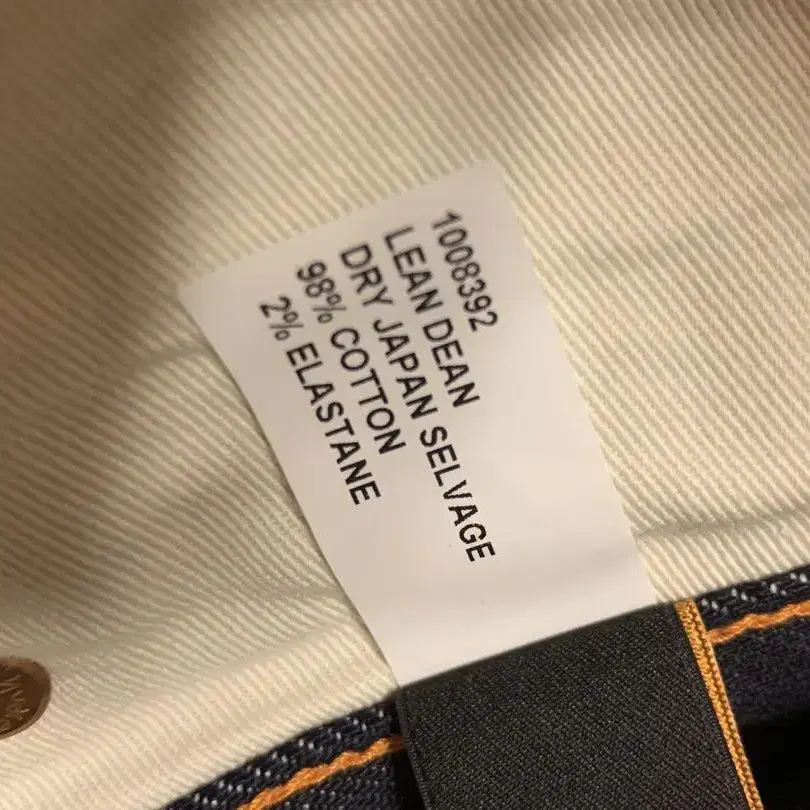 1008392
LEAN DEAN
DRY JAPAN SELVAGE
98% COTTON
2% ELASTANE